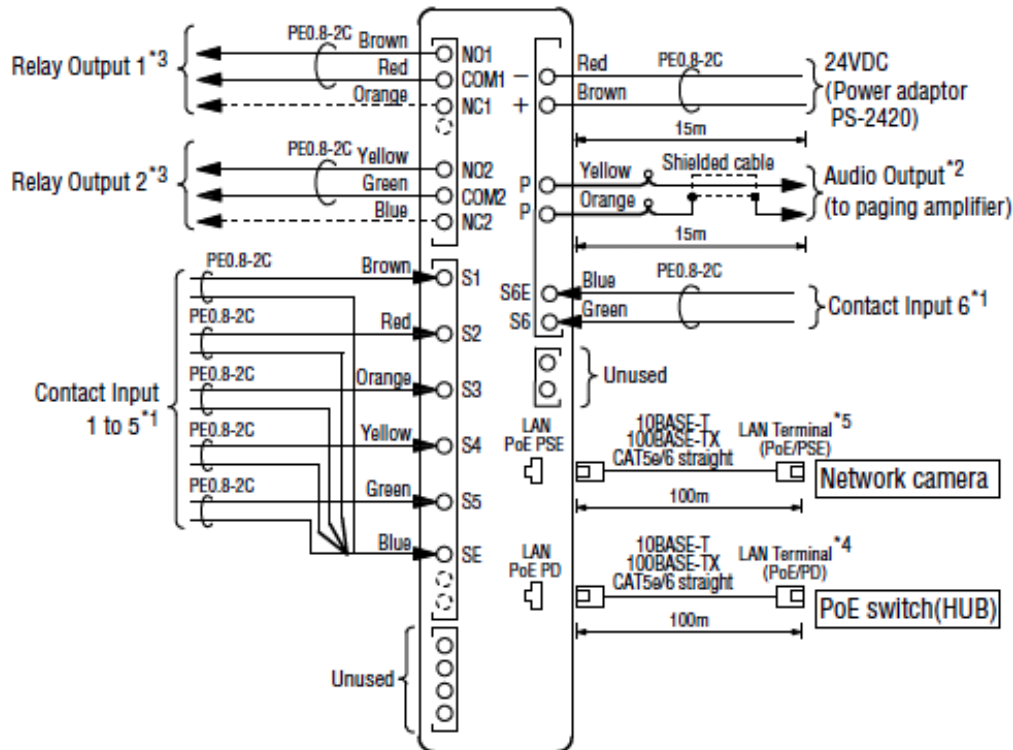 Relay Output 1*3
PE0.8-2C
Brown
NO1
Red
COM1
Orange
NC1
Relay Output 2*3
PE0.8-2C
Yellow
NO2
Green
COM2
Blue
NC2
Contact Input
1 to 5*1
PE0.8-2C
Brown
S1
PE0.8-2C
Red
S2
PE0.8-2C
Orange
S3
PE0.8-2C
Yellow
S4
PE0.8-2C
Green
S5
Blue
SE
Unused
−
Red
PE0.8-2C
+
Brown
15m
24VDC
(Power adaptor
PS-2420)
P
Yellow
Shielded cable
P
Orange
15m
Audio Output*2
(to paging amplifier)
S6E
Blue
PE0.8-2C
S6
Green
Contact Input 6*1
Unused
LAN
PoE PSE
10BASE-T
100BASE-TX
CAT5e/6 straight
100m
LAN Terminal*5
(PoE/PSE)
Network camera
LAN
PoE PD
10BASE-T
100BASE-TX
CAT5e/6 straight
100m
LAN Terminal*4
(PoE/PD)
PoE switch(HUB)